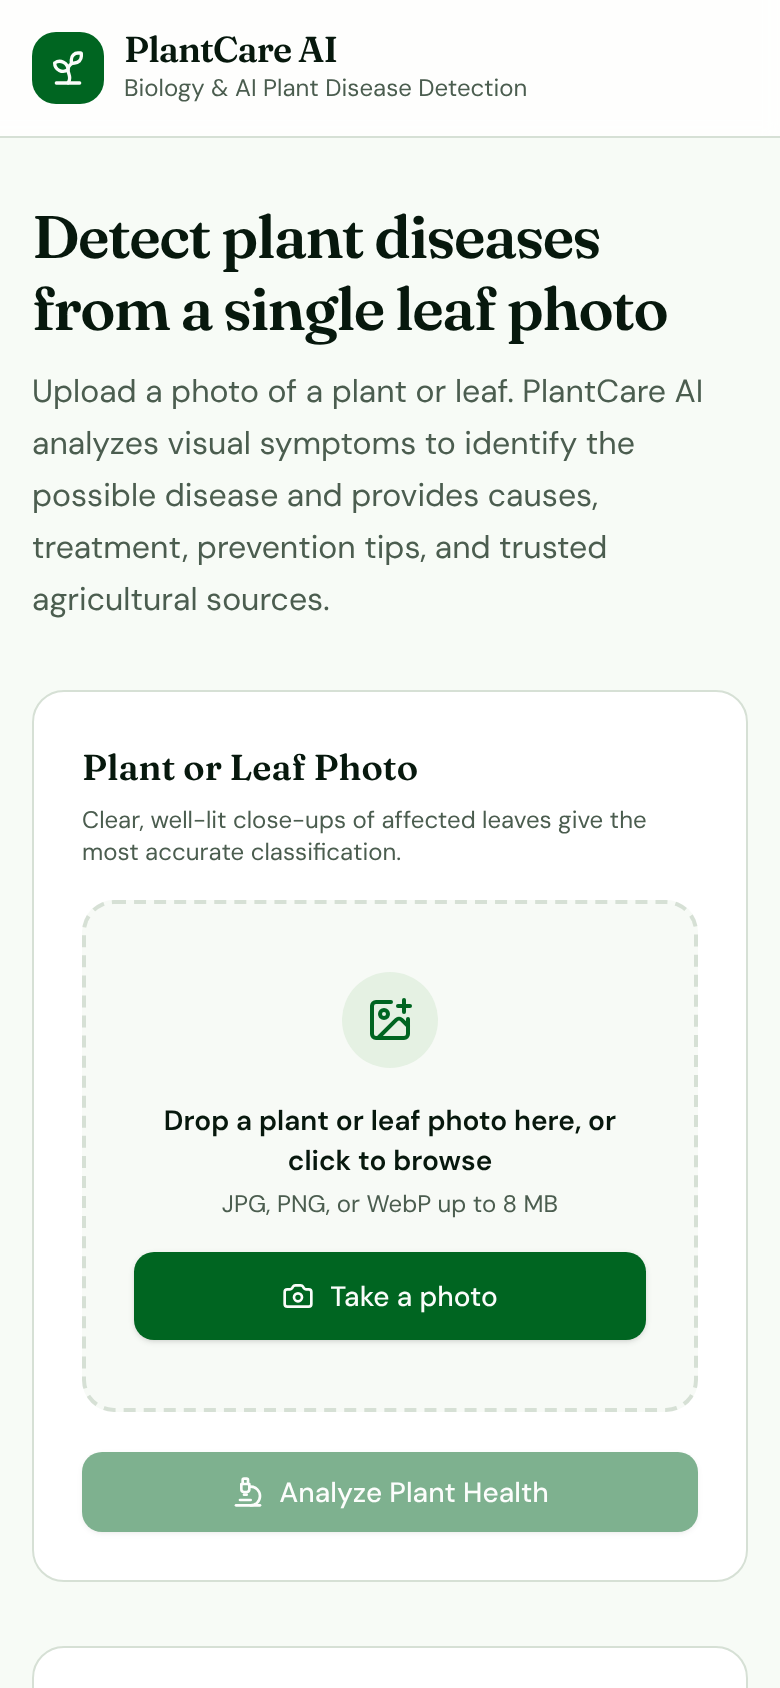 PlantCare AI
Biology & AI Plant Disease Detection
Detect plant diseases
from a single leaf photo
Upload a photo of a plant or leaf. PlantCare AI
analyzes visual symptoms to identify the
possible disease and provides causes,
treatment, prevention tips, and trusted
agricultural sources.
Plant or Leaf Photo
Clear, well-lit close-ups of affected leaves give the
most accurate classification.
Drop a plant or leaf photo here, or
click to browse
JPG, PNG, or WebP up to 8 MB
Take a photo
Analyze Plant Health